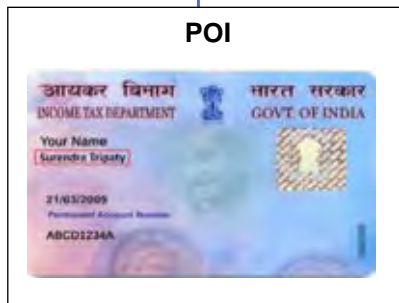 POI
आयकर विभाग
भारत सरकार
INCOME TAX DEPARTMENT
GOVT. OF INDIA
Your Name
Surendra Tripaty
21/03/2009
Permanent Account Number
ABCD1234A